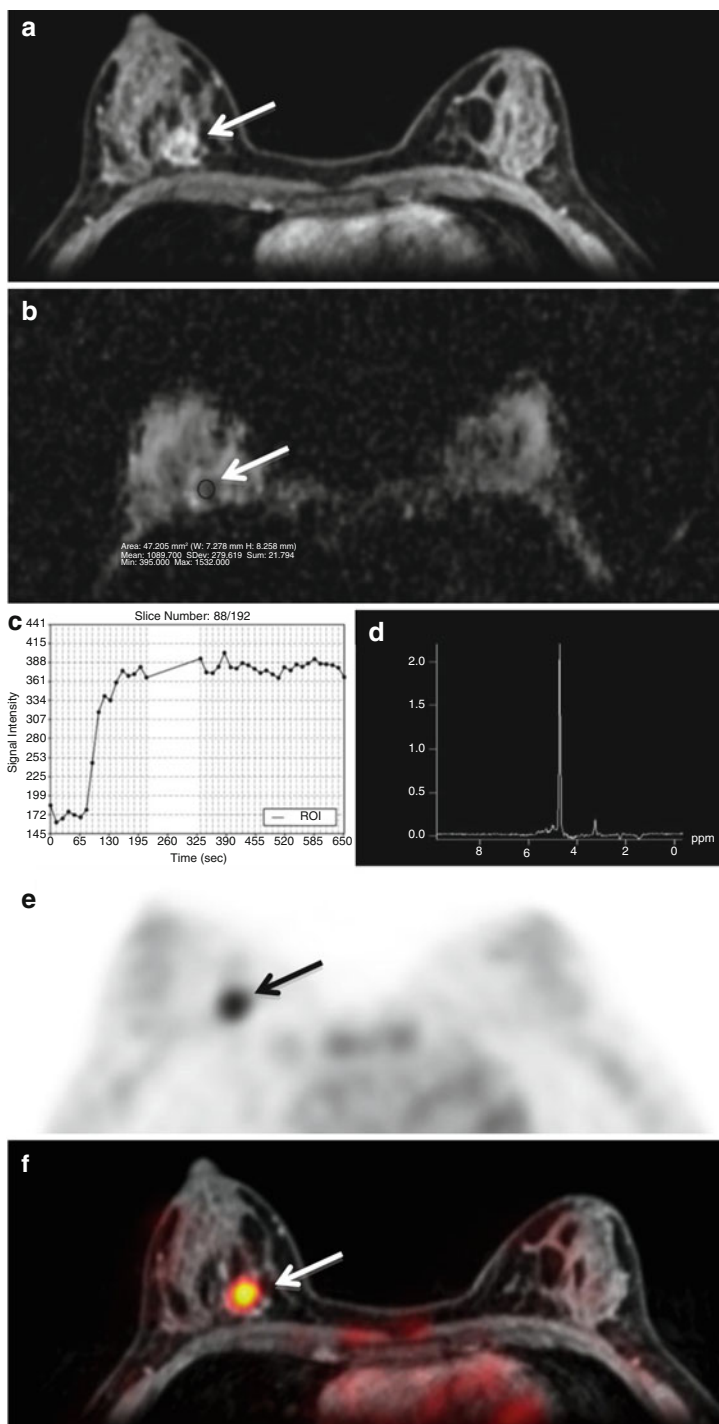 a
b
Area: 47.205 mm² (W: 7.278 mm H: 8.258 mm)
Mean: 1089.700 SDev: 279.619 Sum: 21.794
Min: 395.000 Max: 1532.000
c
Slice Number: 88/192
441
415
388
361
334
307
280
253
225
199
172
145
Signal Intensity
0 65 130 195 260 325 390 455 520 585 650
Time (sec)
ROI
d
2.0
1.5
1.0
0.5
0.0
8 6 4 2 0 ppm
e
f